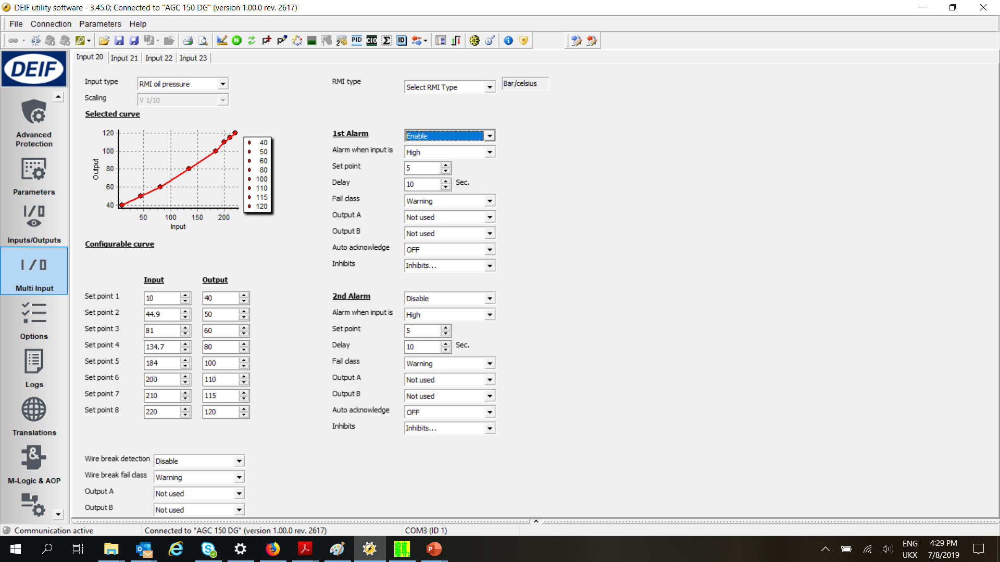 DEIF utility software - 3.45.0; Connected to "AGC 150 DG" (version 1.00.0 rev. 2617)
File Connection Parameters Help
N PID CIO Σ ID
DEIF
Input 20 Input 21 Input 22 Input 23
Input type RMI oil pressure RMI type Select RMI Type Bar/celsius
Scaling V 1/10
Selected curve
Advanced
Protection
Parameters
Inputs/Outputs
I / O
Multi Input
Options
Logs
Translations
&
M-Logic & AOP
Output
120
100
80
60
40
50 100 150 200
Input
40
50
60
80
100
110
115
120
Configurable curve
Input Output
Set point 1 10 40
Set point 2 44.9 50
Set point 3 81 60
Set point 4 134.7 80
Set point 5 184 100
Set point 6 200 110
Set point 7 210 115
Set point 8 220 120
Wire break detection Disable
Wire break fail class Warning
Output A Not used
Output B Not used
1st Alarm Enable
Alarm when input is High
Set point 5
Delay 10 Sec.
Fail class Warning
Output A Not used
Output B Not used
Auto acknowledge OFF
Inhibits Inhibits...
2nd Alarm Disable
Alarm when input is High
Set point 5
Delay 10 Sec.
Fail class Warning
Output A Not used
Output B Not used
Auto acknowledge OFF
Inhibits Inhibits...
Communication active Connected to "AGC 150 DG" (version 1.00.0 rev. 2617) COM3 (ID 1)
ENG
UKX
4:29 PM
7/8/2019